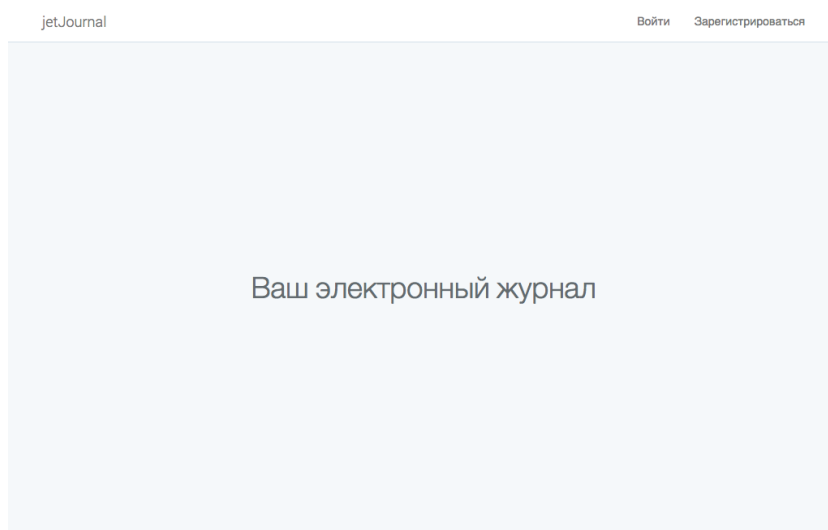 jetJournal
Войти Зарегистрироваться
Ваш электронный журнал